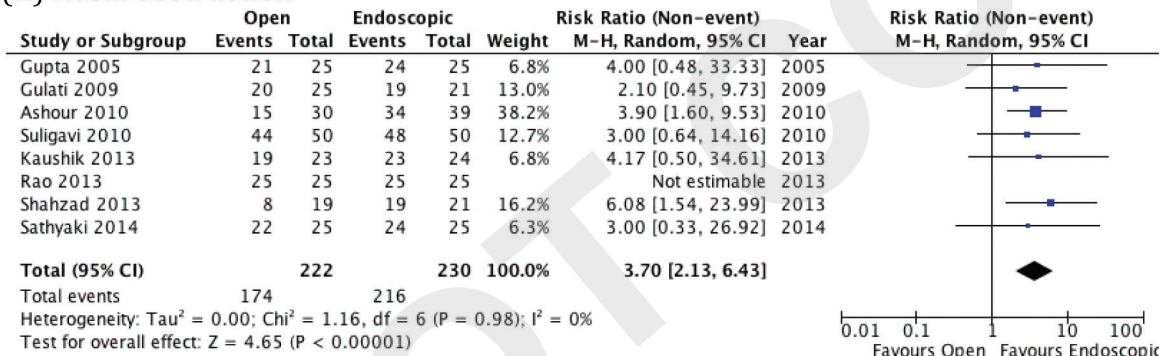 Open Endoscopic Risk Ratio (Non-event) Risk Ratio (Non-event)
Study or Subgroup Events Total Events Total Weight M-H, Random, 95% CI Year M-H, Random, 95% CI
Gupta 2005 21 25 24 25 6.8% 4.00 [0.48, 33.33] 2005
Gulati 2009 20 25 19 21 13.0% 2.10 [0.45, 9.73] 2009
Ashour 2010 15 30 34 39 38.2% 3.90 [1.60, 9.53] 2010
Suligavi 2010 44 50 48 50 12.7% 3.00 [0.64, 14.16] 2010
Kaushik 2013 19 23 23 24 6.8% 4.17 [0.50, 34.61] 2013
Rao 2013 25 25 25 25 Not estimable 2013
Shahzad 2013 8 19 19 21 16.2% 6.08 [1.54, 23.99] 2013
Sathyaki 2014 22 25 24 25 6.3% 3.00 [0.33, 26.92] 2014
Total (95% CI) 222 230 100.0% 3.70 [2.13, 6.43]
Total events 174 216
Heterogeneity: Tau² = 0.00; Chi² = 1.16, df = 6 (P = 0.98); I² = 0%
Test for overall effect: Z = 4.65 (P < 0.00001)
0.01 0.1 1 10 100
Favours Open Favours Endoscopic